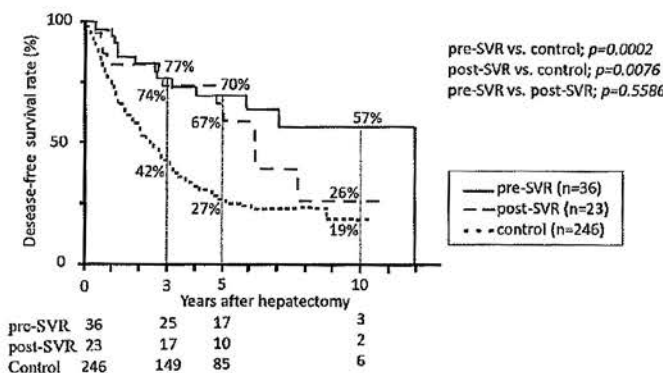 Desease-free survival rate (%)
100
50
0
77%
74%
70%
67%
57%
42%
27%
26%
19%
0 1 3 5 10
Years after hepatectomy
pre-SVR vs. control; p=0.0002
post-SVR vs. control; p=0.0076
pre-SVR vs. post-SVR; p=0.5586
pre-SVR (n=36)
post-SVR (n=23)
control (n=246)
pre-SVR 36 25 17 3
post-SVR 23 17 10 2
Control 246 149 85 6